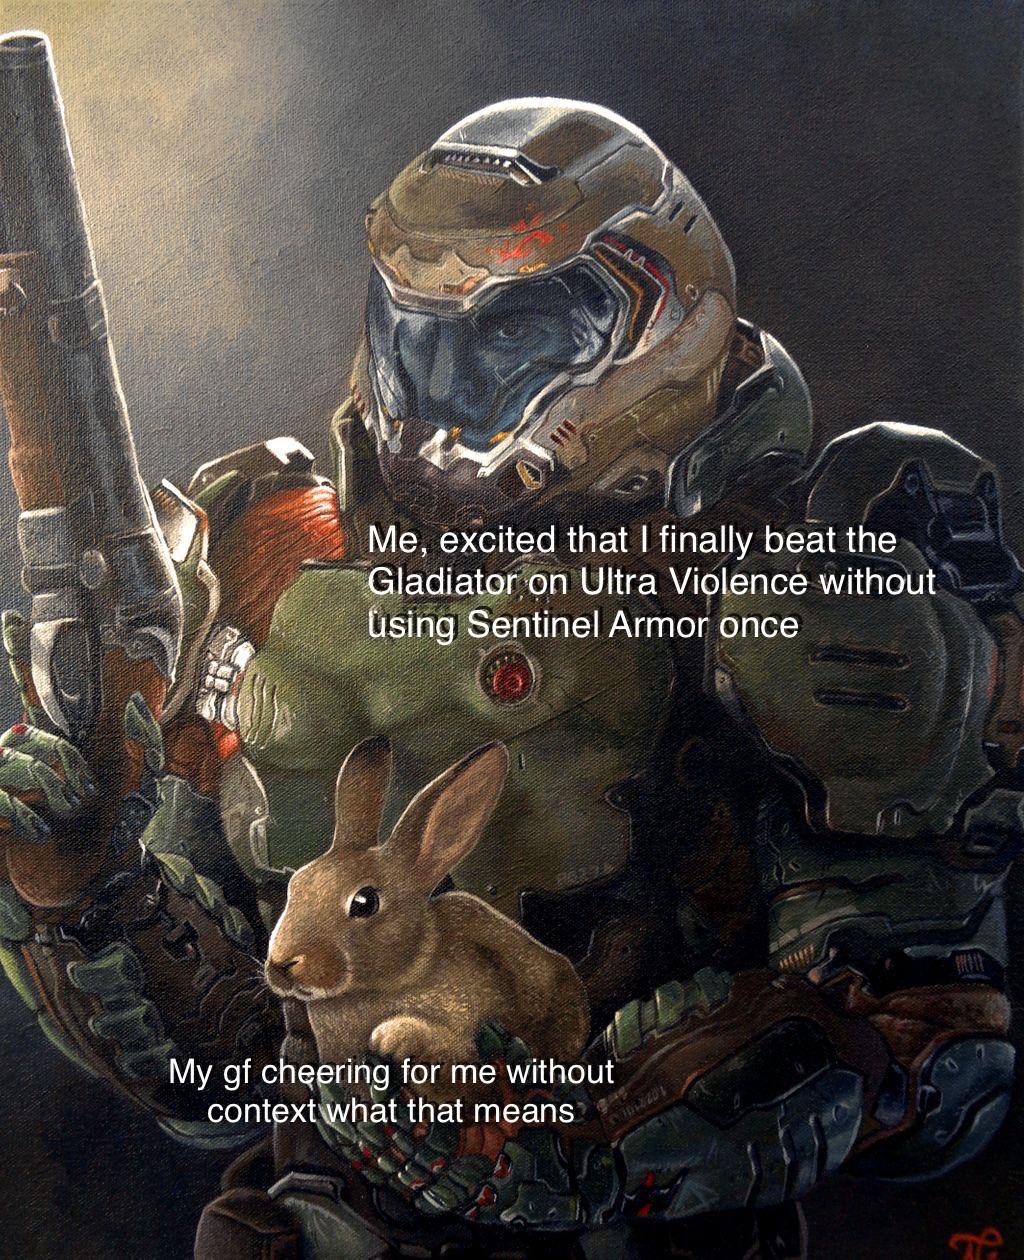 Me, excited that I finally beat the
Gladiator on Ultra Violence without
using Sentinel Armor once
My gf cheering for me without
context what that means